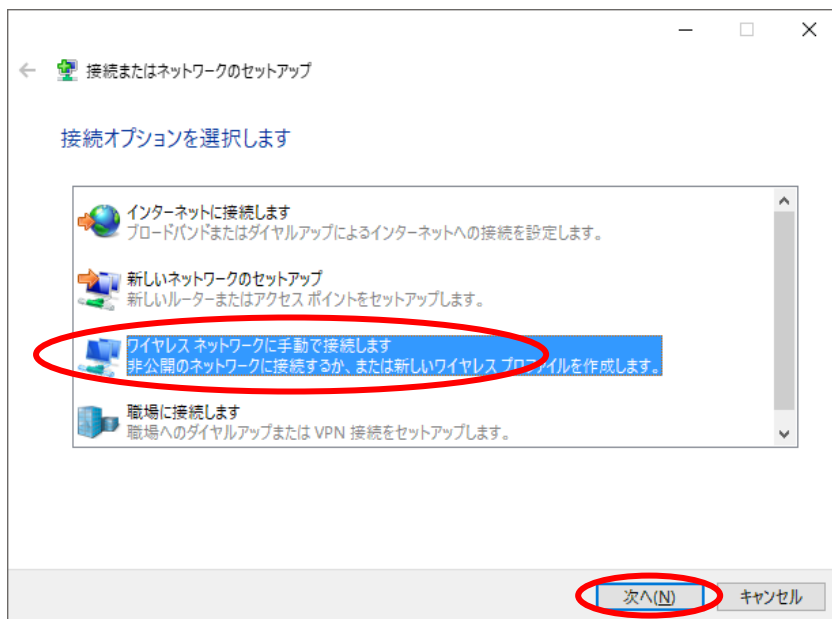 接続またはネットワークのセットアップ
接続オプションを選択します
インターネットに接続します
ブロードバンドまたはダイヤルアップによるインターネットへの接続を設定します。
新しいネットワークのセットアップ
新しいルーターまたはアクセス ポイントをセットアップします。
ワイヤレス ネットワークに手動で接続します
非公開のネットワークに接続するか、または新しいワイヤレス プロファイルを作成します。
職場に接続します
職場へのダイヤルアップまたは VPN 接続をセットアップします。
次へ(N) キャンセル